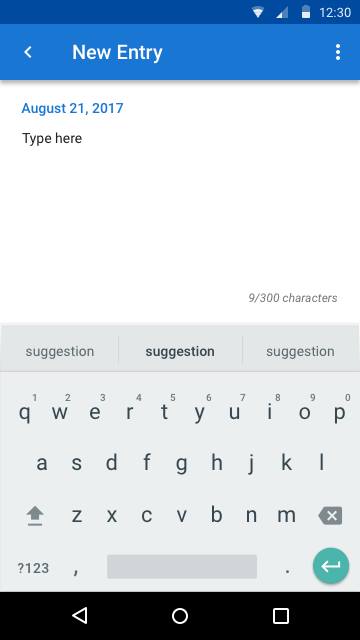 12:30
New Entry
August 21, 2017
Type here
9/300 characters
suggestion suggestion suggestion
1 2 3 4 5 6 7 8 9 0
q w e r t y u i o p
a s d f g h j k l
z x c v b n m
?123 , .